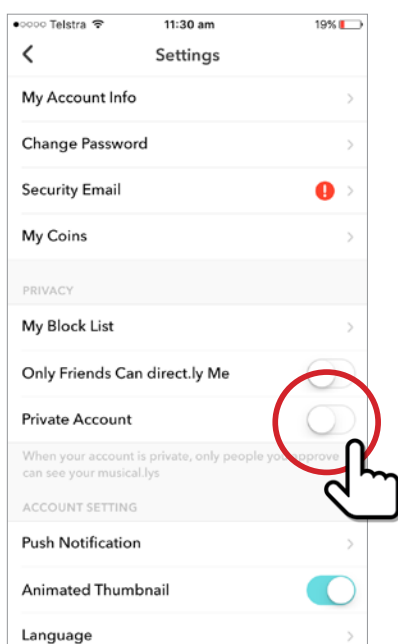 Telstra 11:30 am 19%
Settings
My Account Info
Change Password
Security Email !
My Coins
PRIVACY
My Block List
Only Friends Can direct.ly Me
Private Account
When your account is private, only people you approve
can see your musical.lys
ACCOUNT SETTING
Push Notification
Animated Thumbnail
Language